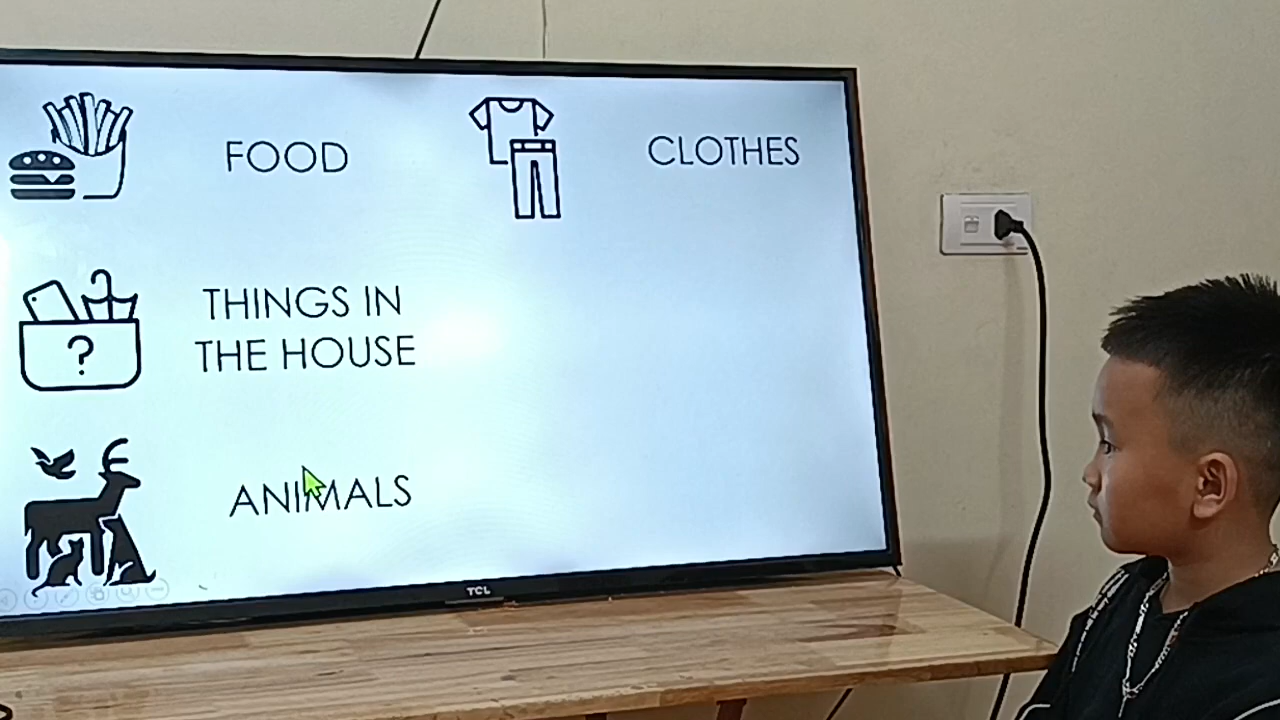 FOOD
CLOTHES
?
THINGS IN
THE HOUSE
ANIMALS
TCL